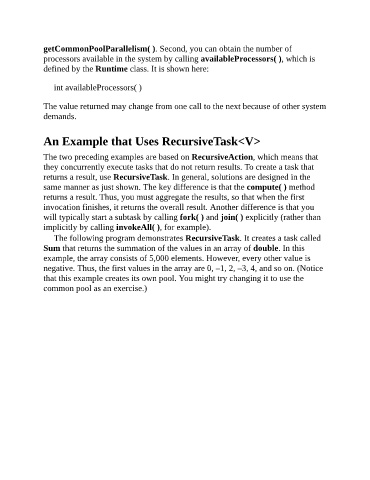 getCommonPoolParallelism( ). Second, you can obtain the number of
processors available in the system by calling availableProcessors( ), which is
defined by the Runtime class. It is shown here:
int availableProcessors( )
The value returned may change from one call to the next because of other system
demands.
An Example that Uses RecursiveTask<V>
The two preceding examples are based on RecursiveAction, which means that
they concurrently execute tasks that do not return results. To create a task that
returns a result, use RecursiveTask. In general, solutions are designed in the
same manner as just shown. The key difference is that the compute( ) method
returns a result. Thus, you must aggregate the results, so that when the first
invocation finishes, it returns the overall result. Another difference is that you
will typically start a subtask by calling fork( ) and join( ) explicitly (rather than
implicitly by calling invokeAll( ), for example).
The following program demonstrates RecursiveTask. It creates a task called
Sum that returns the summation of the values in an array of double. In this
example, the array consists of 5,000 elements. However, every other value is
negative. Thus, the first values in the array are 0, –1, 2, –3, 4, and so on. (Notice
that this example creates its own pool. You might try changing it to use the
common pool as an exercise.)